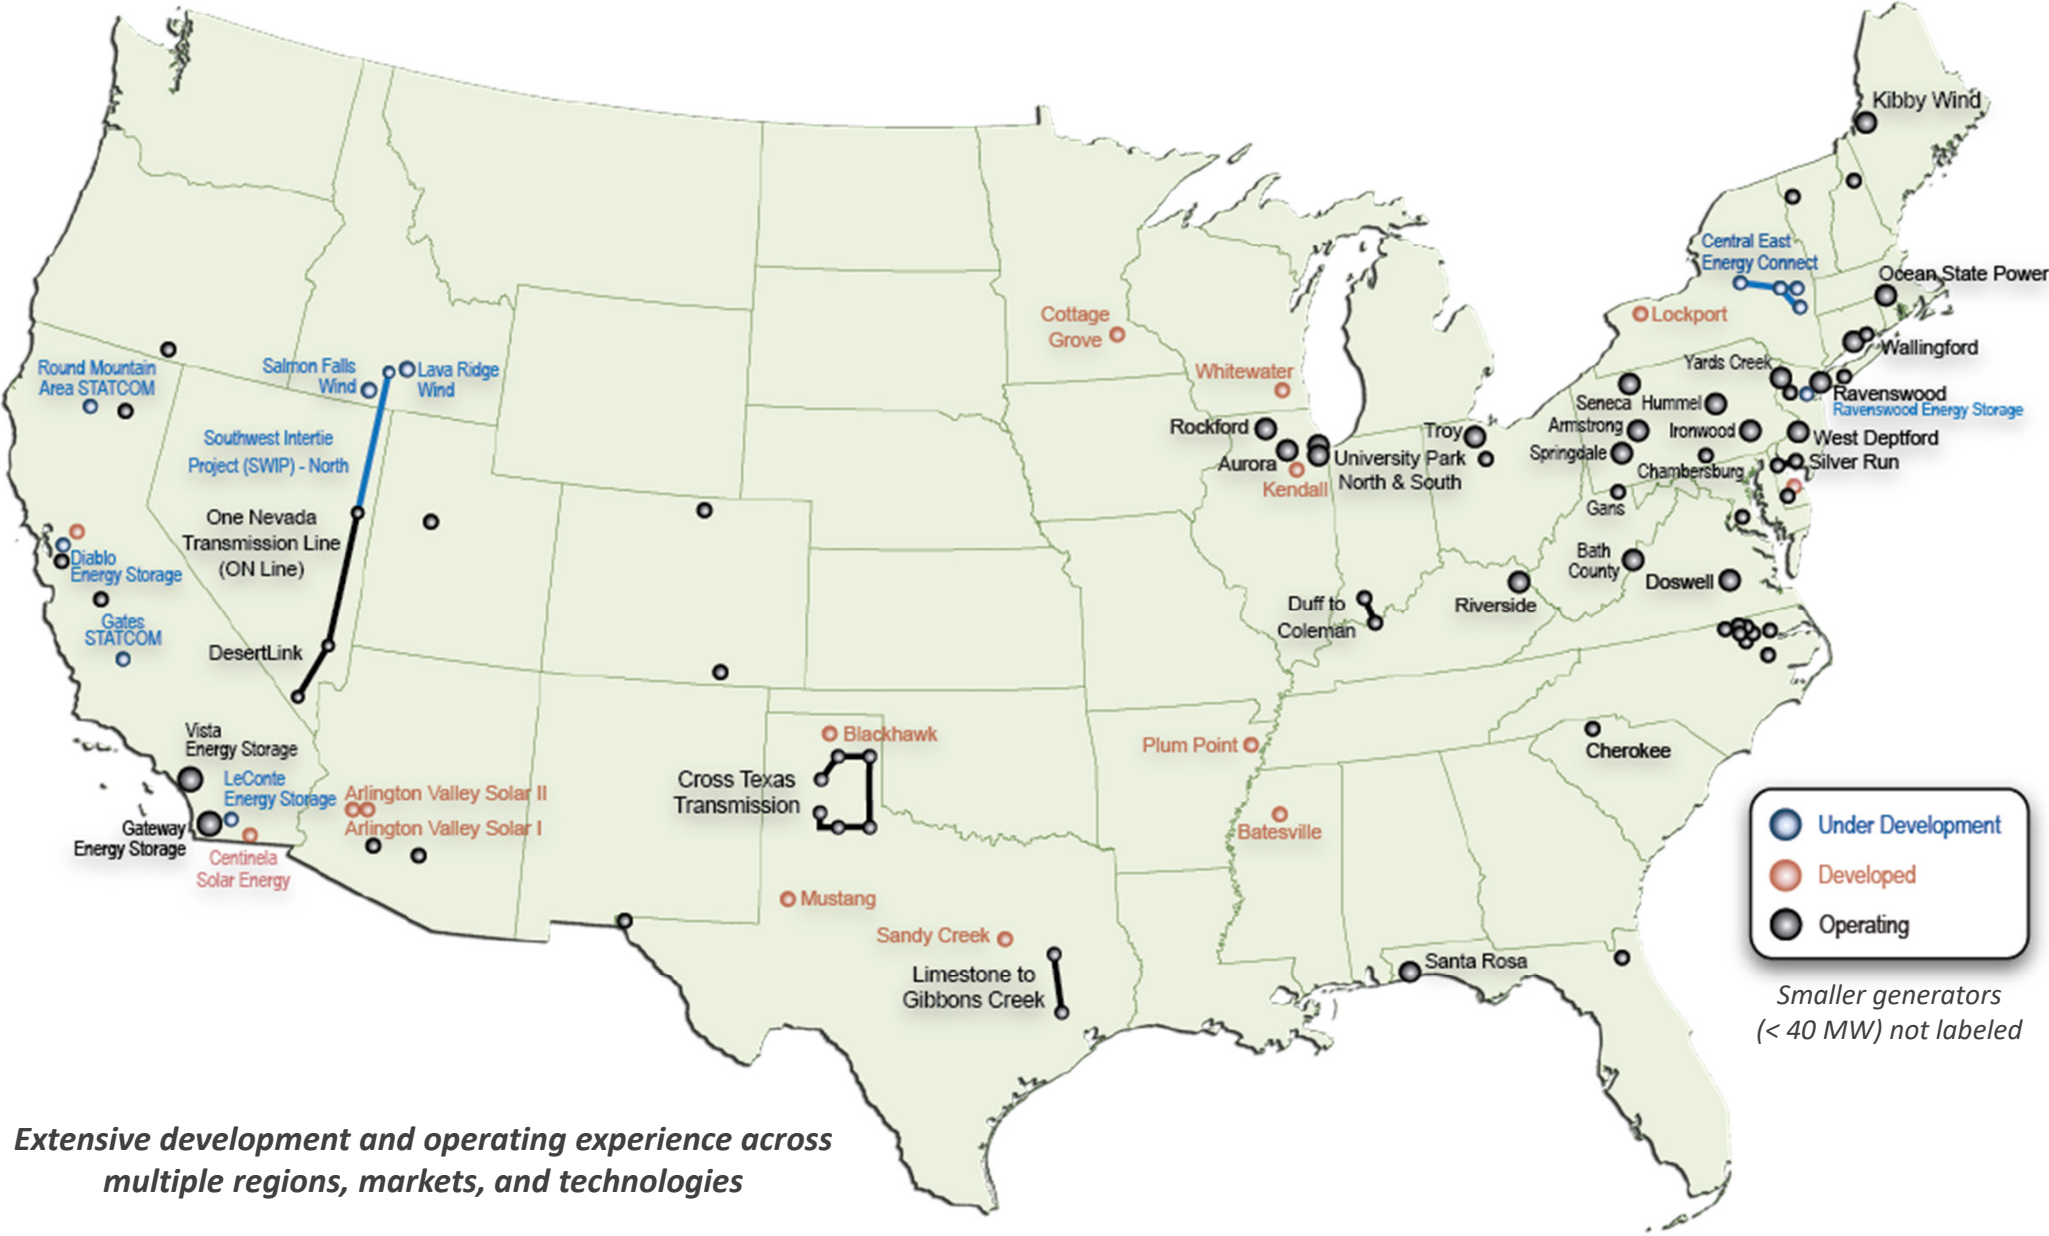 Kibby Wind
Central East
Energy Connect
Ocean State Power
Lockport
Cottage
Grove
Wallingford
Yards Creek
Round Mountain
Area STATCOM
Salmon Falls
Wind
Lava Ridge
Wind
Whitewater
Ravenswood
Ravenswood Energy Storage
Seneca
Hummel
Rockford
Armstrong
Ironwood
Troy
West Deptford
Southwest Intertie
Project (SWIP) - North
Springdale
Aurora
University Park
North & South
Silver Run
Chambersburg
Kendall
Gans
One Nevada
Transmission Line
(ON Line)
Diablo
Energy Storage
Bath
County
Doswell
Riverside
Duff to
Coleman
Gates
STATCOM
DesertLink
Vista
Energy Storage
Blackhawk
Plum Point
Cherokee
LeConte
Energy Storage
Cross Texas
Transmission
Arlington Valley Solar II
Arlington Valley Solar I
Gateway
Energy Storage
Batesville
Centinela
Solar Energy
Mustang
Sandy Creek
Limestone to
Gibbons Creek
Santa Rosa
Under Development
Developed
Operating
Smaller generators
(< 40 MW) not labeled
Extensive development and operating experience across
multiple regions, markets, and technologies